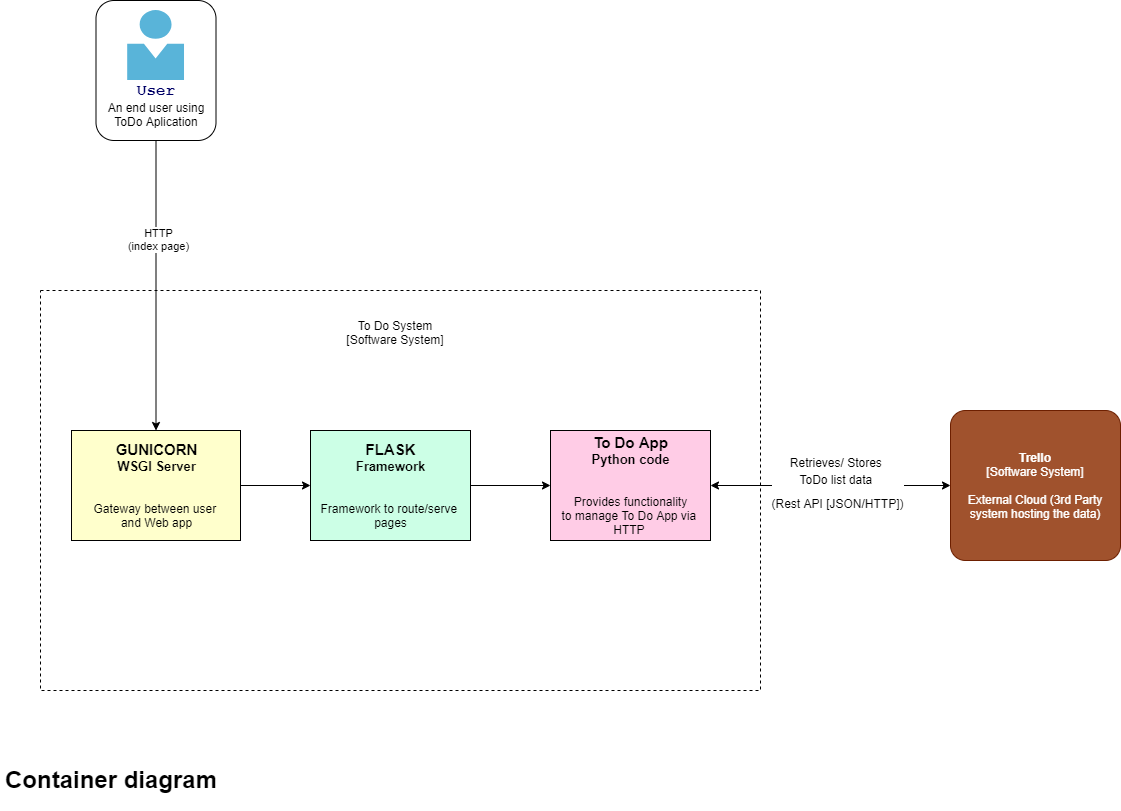 User
An end user using
ToDo Aplication
HTTP
(index page)
To Do System
[Software System]
GUNICORN
WSGI Server
Gateway between user
and Web app
FLASK
Framework
Framework to route/serve
pages
To Do App
Python code
Provides functionality
to manage To Do App via
HTTP
Retrieves/ Stores
ToDo list data
(Rest API [JSON/HTTP])
Trello
[Software System]
External Cloud (3rd Party
system hosting the data)
Container diagram